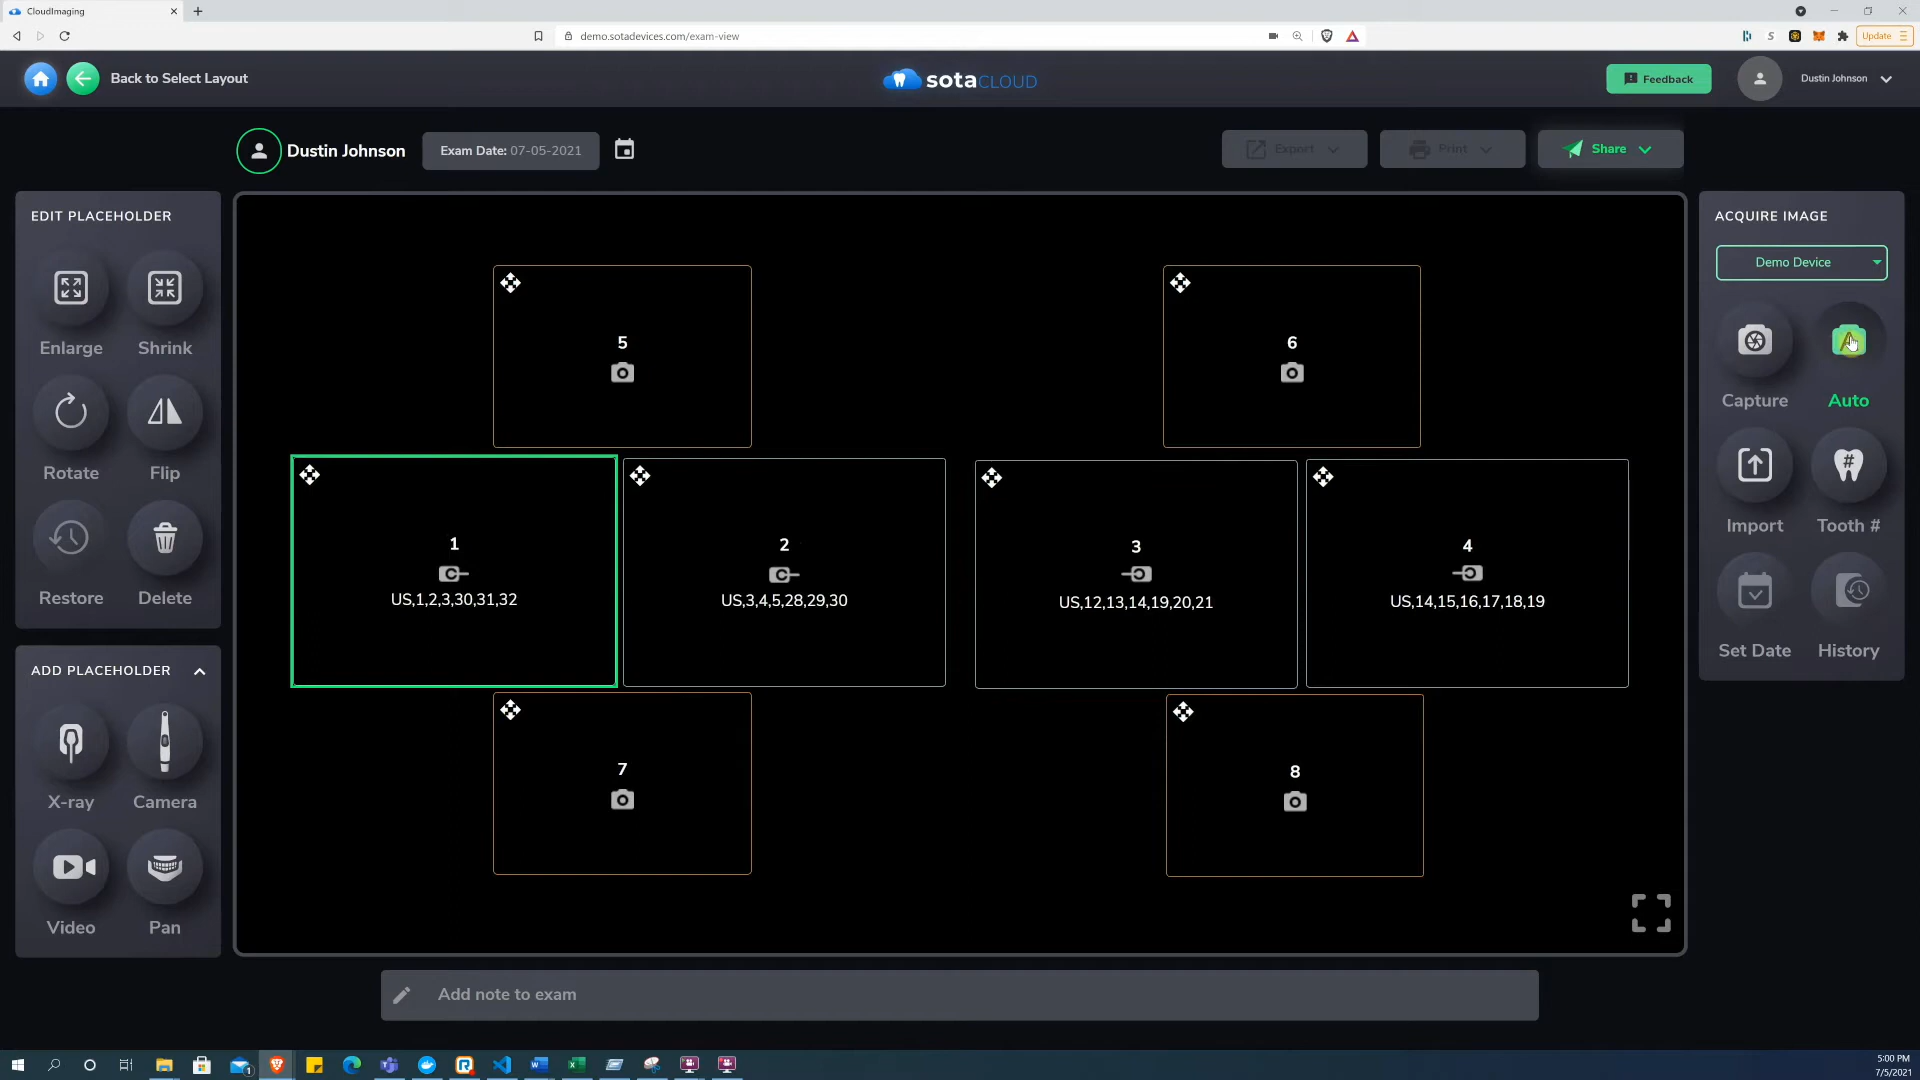 CloudImaging
demo.sotadevices.com/exam-view
Update
Back to Select Layout
sotaCLOUD
Feedback
Dustin Johnson
Dustin Johnson
Exam Date: 07-05-2021
Export
Print
Share
EDIT PLACEHOLDER
Enlarge
Shrink
Rotate
Flip
Restore
Delete
ADD PLACEHOLDER
X-ray
Camera
Video
Pan
5
6
1
US,1,2,3,30,31,32
2
US,3,4,5,28,29,30
3
US,12,13,14,19,20,21
4
US,14,15,16,17,18,19
7
8
ACQUIRE IMAGE
Demo Device
Capture
Auto
Import
Tooth #
Set Date
History
Add note to exam
5:00 PM
7/5/2021